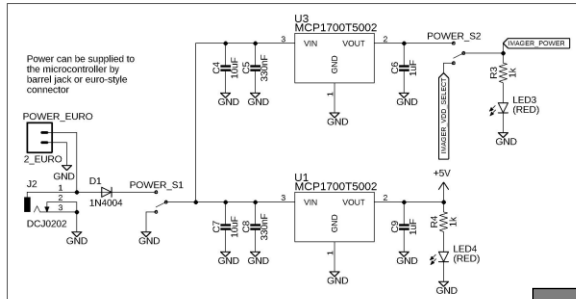 U3
MCP1700T5002
POWER_S2
IMAGER_POWER
3
VIN
VOUT
2
GND
1
C4
10uF
C5
330nF
C6
1uF
GND
GND
GND
GND
IMAGER_VDD_SELECT
R3
1k
LED3
(RED)
GND
Power can be supplied to
the microcontroller by
barrel jack or euro-style
connector
POWER_EURO
2_EURO
GND
J2
1
2
3
DCJ0202
GND
D1
1N4004
POWER_S1
GND
U1
MCP1700T5002
3
VIN
VOUT
2
GND
1
C7
10uF
C8
330nF
C9
1uF
GND
GND
GND
GND
+5V
R4
1k
LED4
(RED)
GND